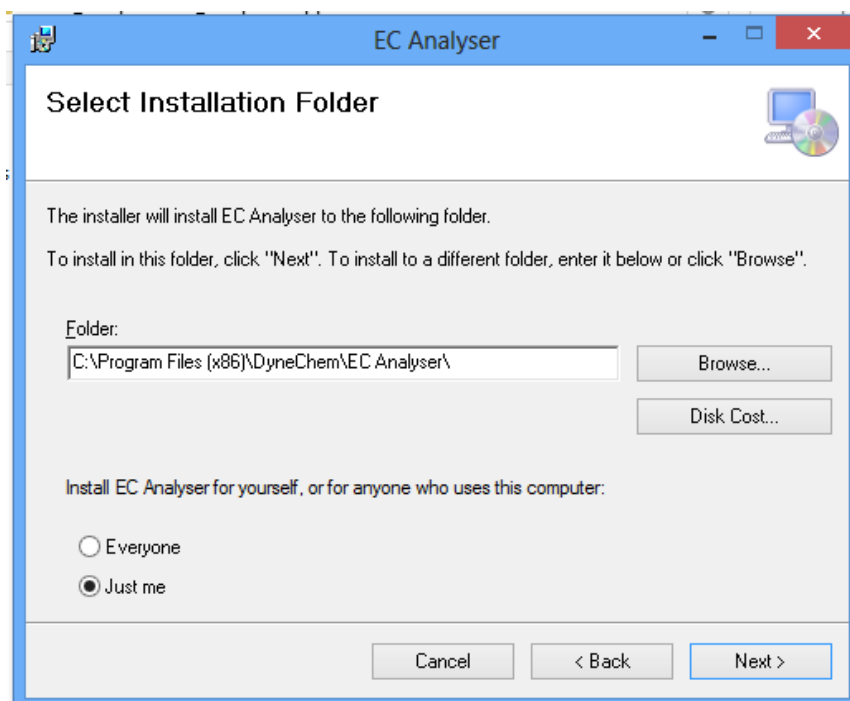 EC Analyser
Select Installation Folder
The installer will install EC Analyser to the following folder.
To install in this folder, click "Next". To install to a different folder, enter it below or click "Browse".
Folder:
C:\Program Files (x86)\DyneChem\EC Analyser\
Browse...
Disk Cost...
Install EC Analyser for yourself, or for anyone who uses this computer:
Everyone
Just me
Cancel
< Back
Next >